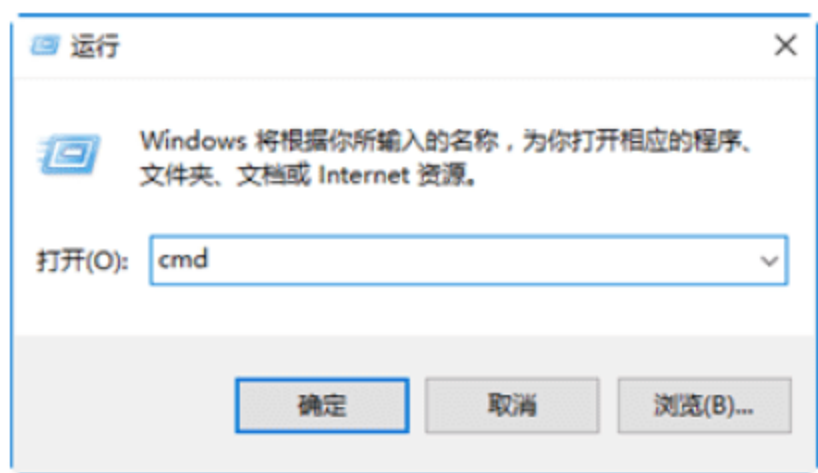 运行
Windows 将根据你所输入的名称，为你打开相应的程序、
文件夹、文档或 Internet 资源。
打开(O): cmd
确定 取消 浏览(B)...